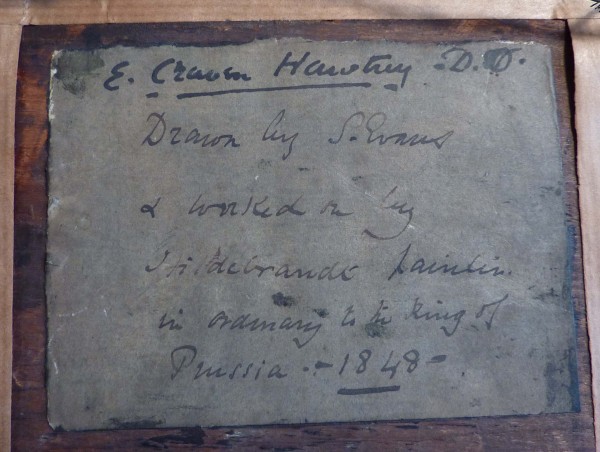 E. Craven Hawtrey - D. D.
Drawn by S. Evans
& worked on by
Hildebrandt painter
in ordinary to the King of
Prussia - 1848 -